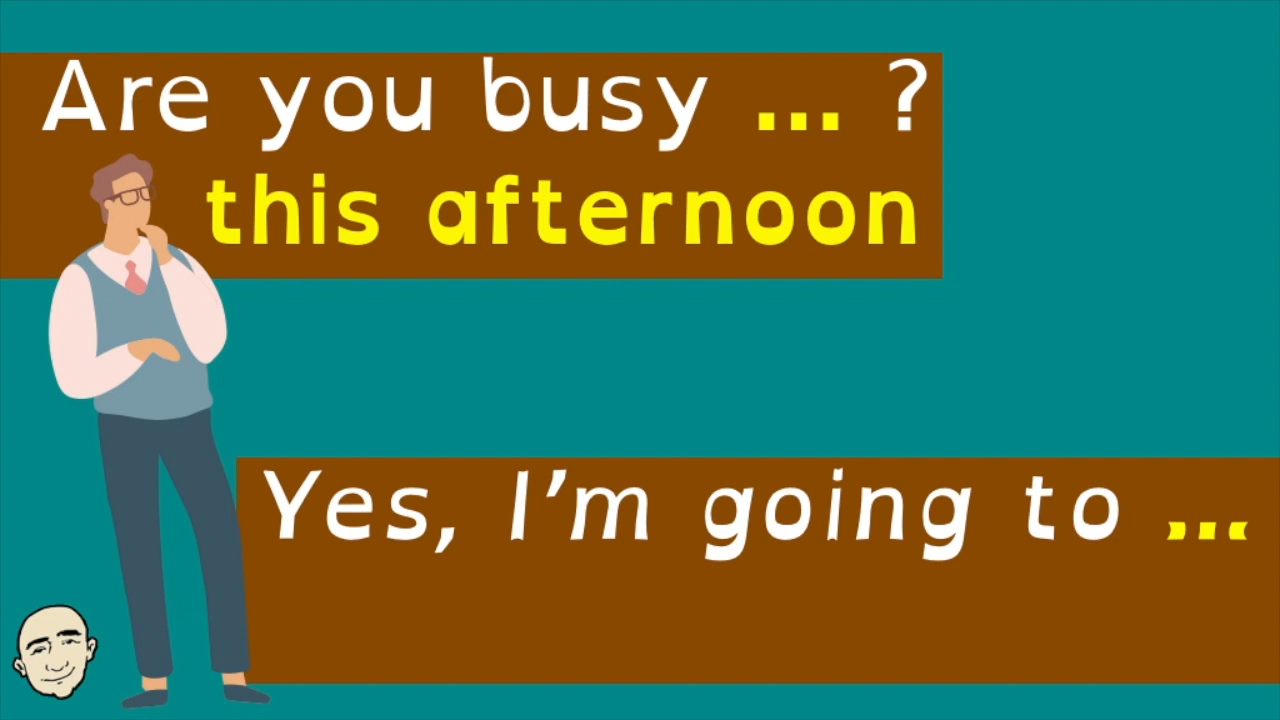 Are you busy ... ?
this afternoon
Yes, I'm going to ...